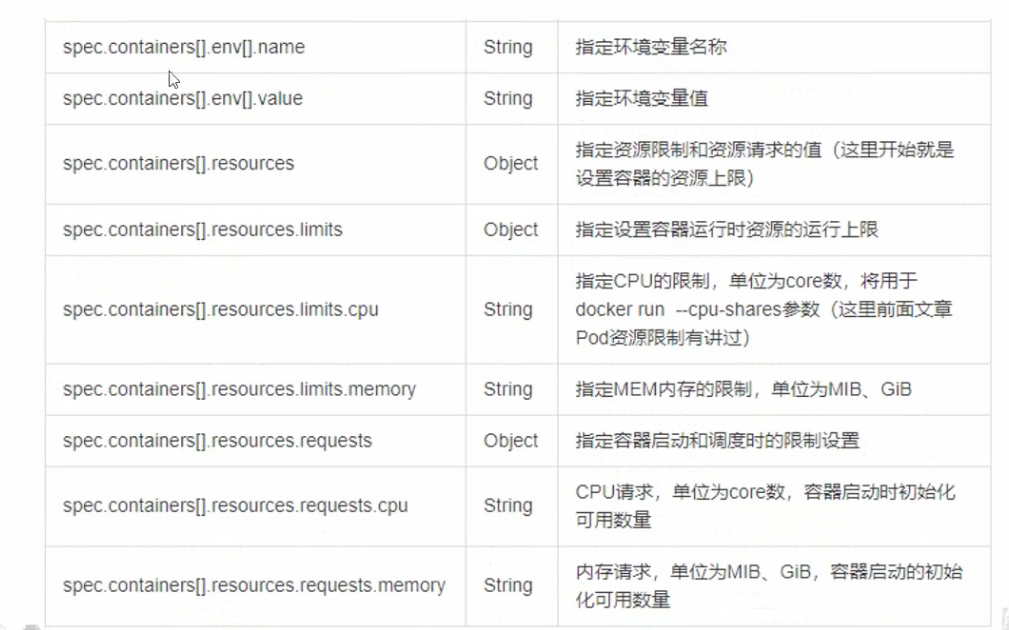 spec.containers[].env[].name String 指定环境变量名称
spec.containers[].env[].value String 指定环境变量值
spec.containers[].resources Object 指定资源限制和资源请求的值（这里开始就是
设置容器的资源上限）
spec.containers[].resources.limits Object 指定设置容器运行时资源的运行上限
spec.containers[].resources.limits.cpu String 指定CPU的限制，单位为core数，将用于
docker run --cpu-shares参数（这里前面文章
Pod资源限制有讲过）
spec.containers[].resources.limits.memory String 指定MEM内存的限制，单位为MIB、GiB
spec.containers[].resources.requests Object 指定容器启动和调度时的限制设置
spec.containers[].resources.requests.cpu String CPU请求，单位为core数，容器启动时初始化
可用数量
spec.containers[].resources.requests.memory String 内存请求，单位为MIB、GiB，容器启动的初始
化可用数量